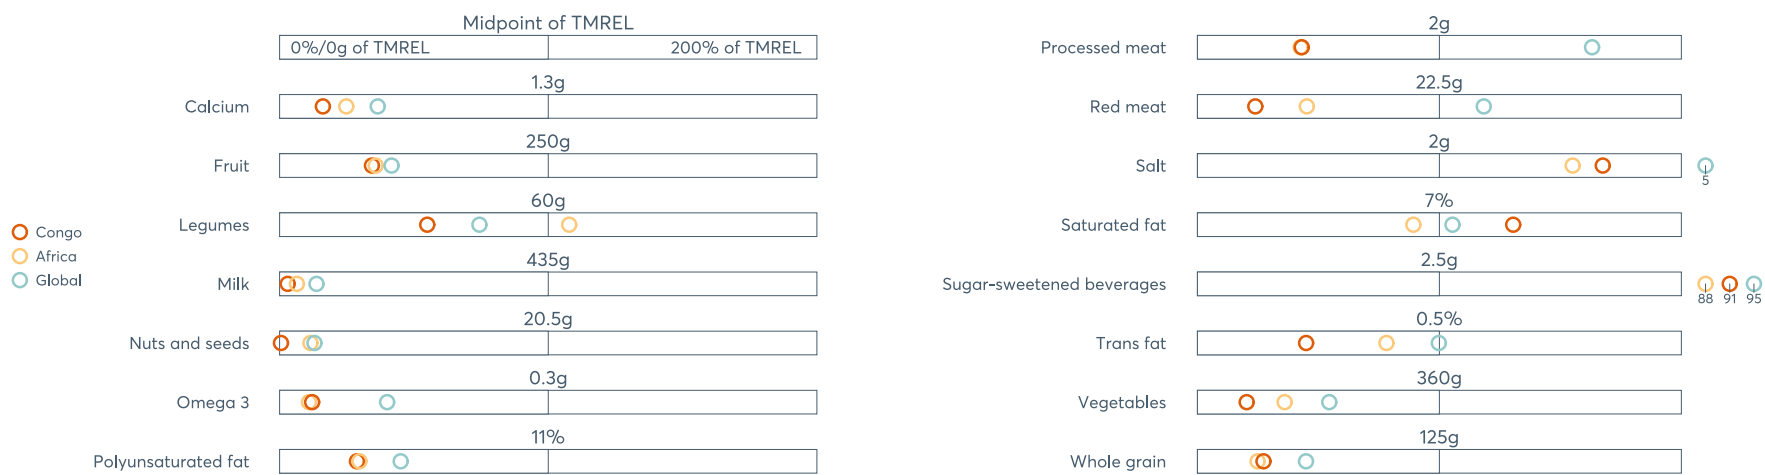 Midpoint of TMREL
0%/0g of TMREL
200% of TMREL
1.3g
Calcium
250g
Fruit
60g
Legumes
435g
Milk
20.5g
Nuts and seeds
0.3g
Omega 3
11%
Polyunsaturated fat
Congo
Africa
Global
2g
Processed meat
22.5g
Red meat
2g
Salt
5
7%
Saturated fat
2.5g
Sugar-sweetened beverages
88 91 95
0.5%
Trans fat
360g
Vegetables
125g
Whole grain